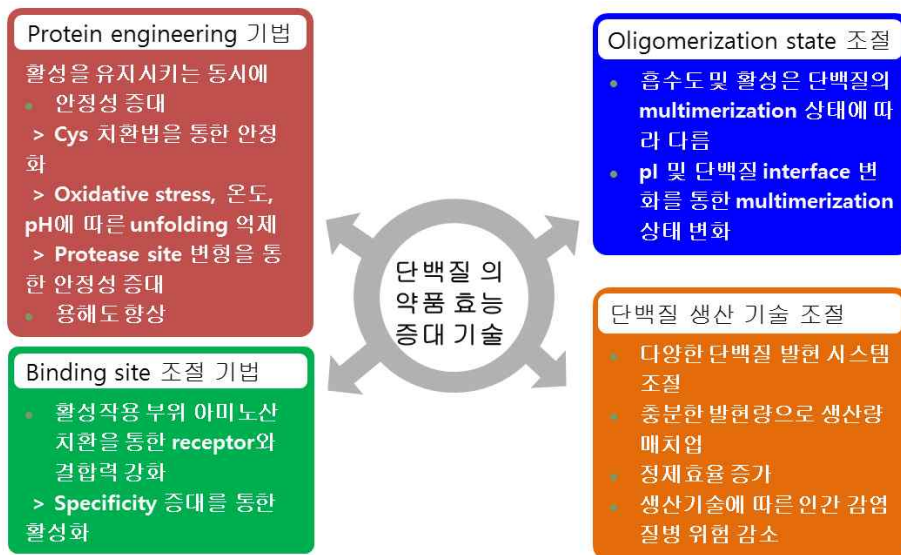 Protein engineering 기법
활성을 유지시키는 동시에
• 안정성 증대
> Cys 치환법을 통한 안정
화
> Oxidative stress, 온도,
pH에 따른 unfolding 억제
> Protease site 변형을 통
한 안정성 증대
• 용해도 향상
Binding site 조절 기법
• 활성작용 부위 아미노산
치환을 통한 receptor와
결합력 강화
> Specificity 증대를 통한
활성화
단백질 의
약품 효능
증대 기술
Oligomerization state 조절
• 흡수도 및 활성은 단백질의
multimerization 상태에 따
라 다름
• pI 및 단백질 interface 변
화를 통한 multimerization
상태 변화
단백질 생산 기술 조절
• 다양한 단백질 발현 시스템
조절
• 충분한 발현량으로 생산량
매치업
• 정제효율 증가
• 생산기술에 따른 인간 감염
질병 위험 감소